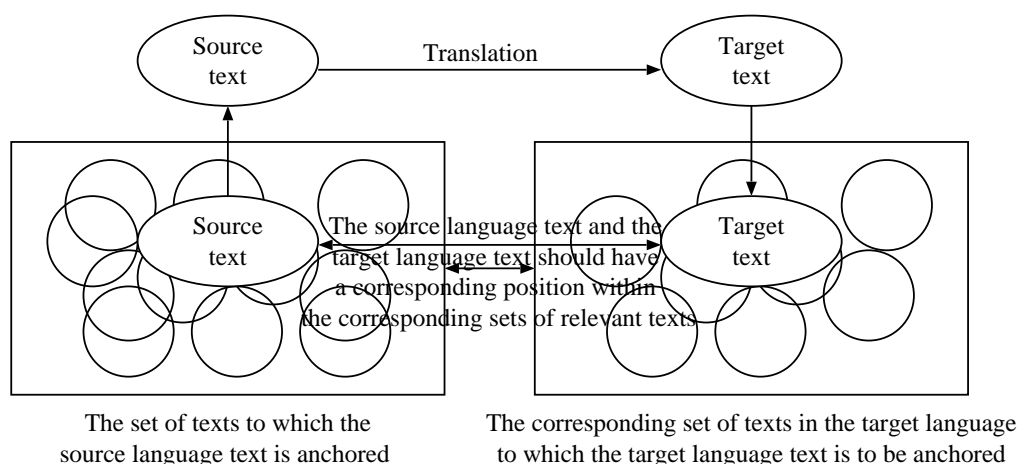 Source
text
Translation
Target
text
Source
text
The source language text and the
target language text should have
a corresponding position within
the corresponding sets of relevant texts
Target
text
The set of texts to which the
source language text is anchored
The corresponding set of texts in the target language
to which the target language text is to be anchored